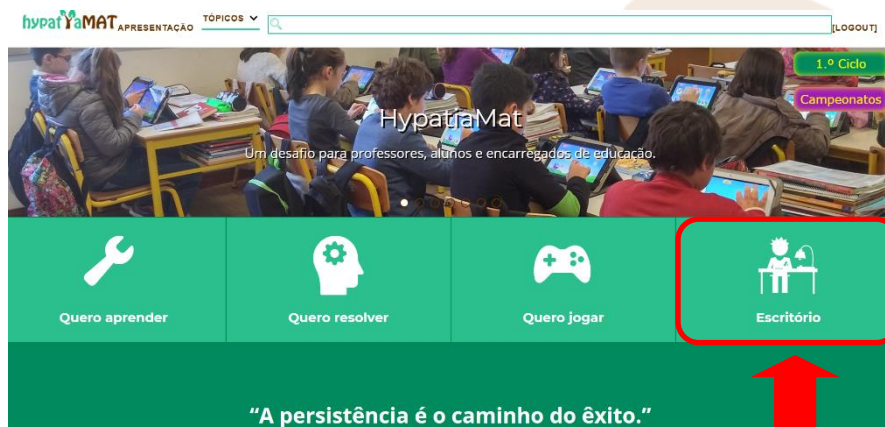 hypatiaMAT APRESENTAÇÃO TÓPICOS [LOGOUT]
1.º Ciclo
Campeonatos
HypatiaMat
Um desafio para professores, alunos e encarregados de educação.
Quero aprender Quero resolver Quero jogar Escritório
“A persistência é o caminho do êxito.”